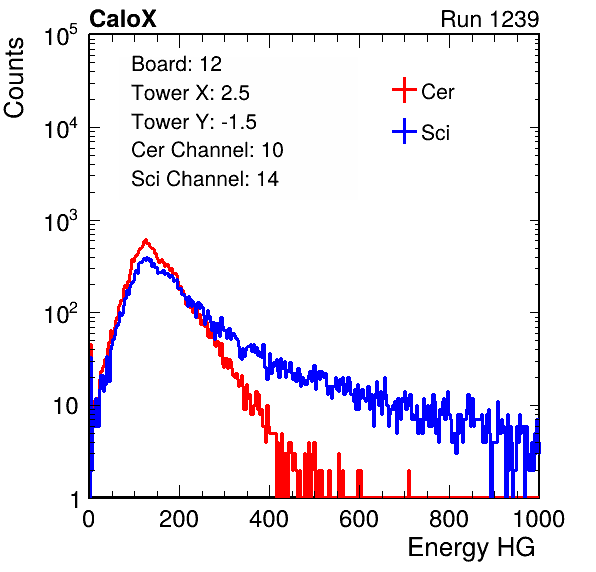 CaloX Run 1239
Counts
10^5
10^4
10^3
10^2
10
1
Board: 12
Tower X: 2.5
Tower Y: -1.5
Cer Channel: 10
Sci Channel: 14
Cer
Sci
0 200 400 600 800 1000
Energy HG